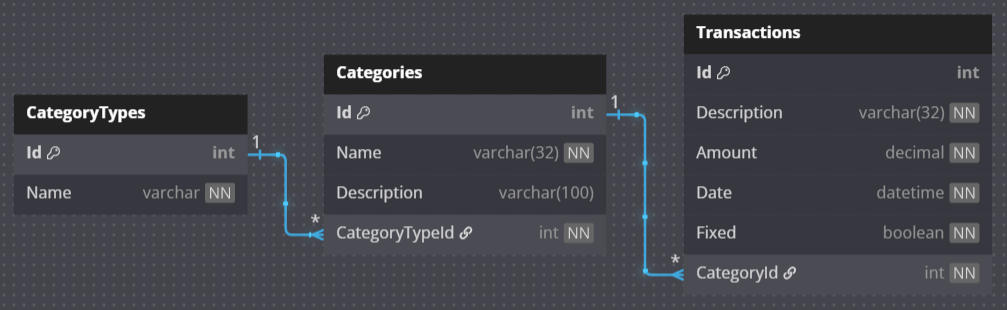 CategoryTypes
Id int
Name varchar NN
1
*
Categories
Id int
Name varchar(32) NN
Description varchar(100)
CategoryTypeId int NN
1
*
Transactions
Id int
Description varchar(32) NN
Amount decimal NN
Date datetime NN
Fixed boolean NN
CategoryId int NN